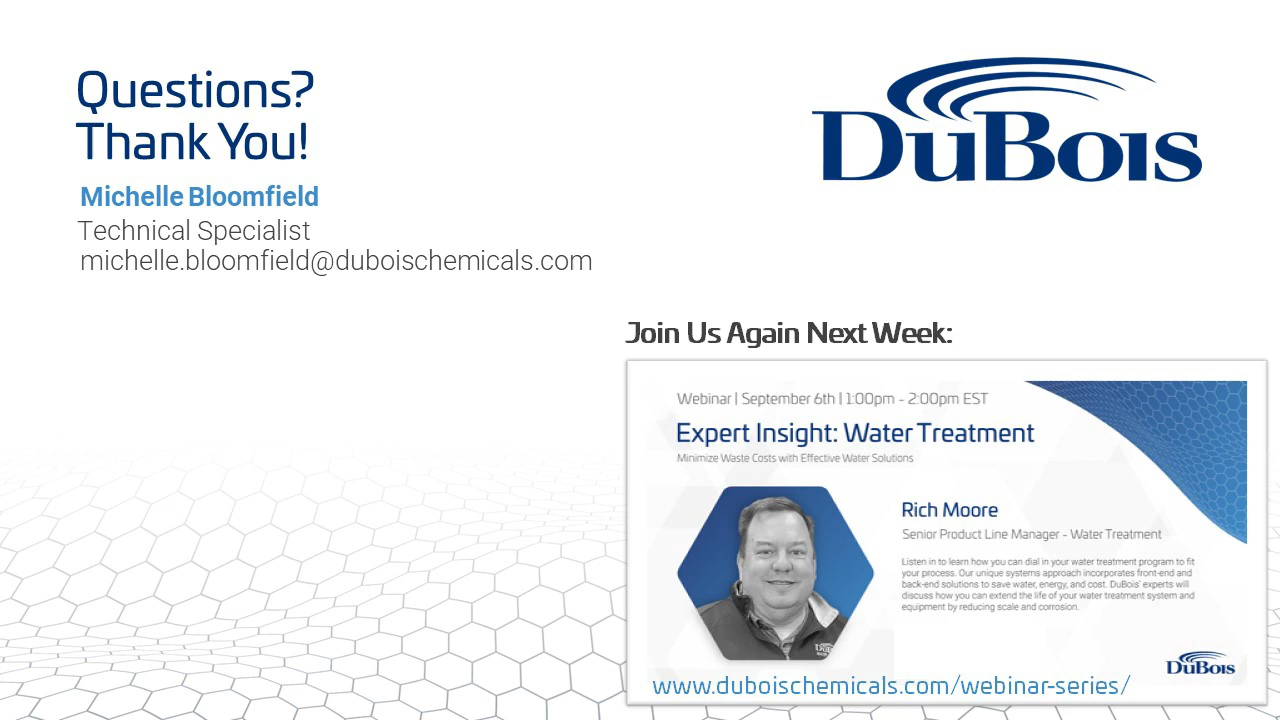 Questions?
Thank You!
Michelle Bloomfield
Technical Specialist
michelle.bloomfield@duboischemicals.com
DuBois
Join Us Again Next Week:
Webinar | September 6th | 1:00pm - 2:00pm EST
Expert Insight: Water Treatment
Minimize Waste Costs with Effective Water Solutions
Rich Moore
Senior Product Line Manager - Water Treatment
Listen in to learn how you can dial in your water treatment program to fit
your process. Our unique systems approach incorporates front-end and
back-end solutions to save water, energy, and cost. DuBois' experts will
discuss how you can extend the life of your water treatment system and
equipment by reducing scale and corrosion.
DuBois
www.duboischemicals.com/webinar-series/